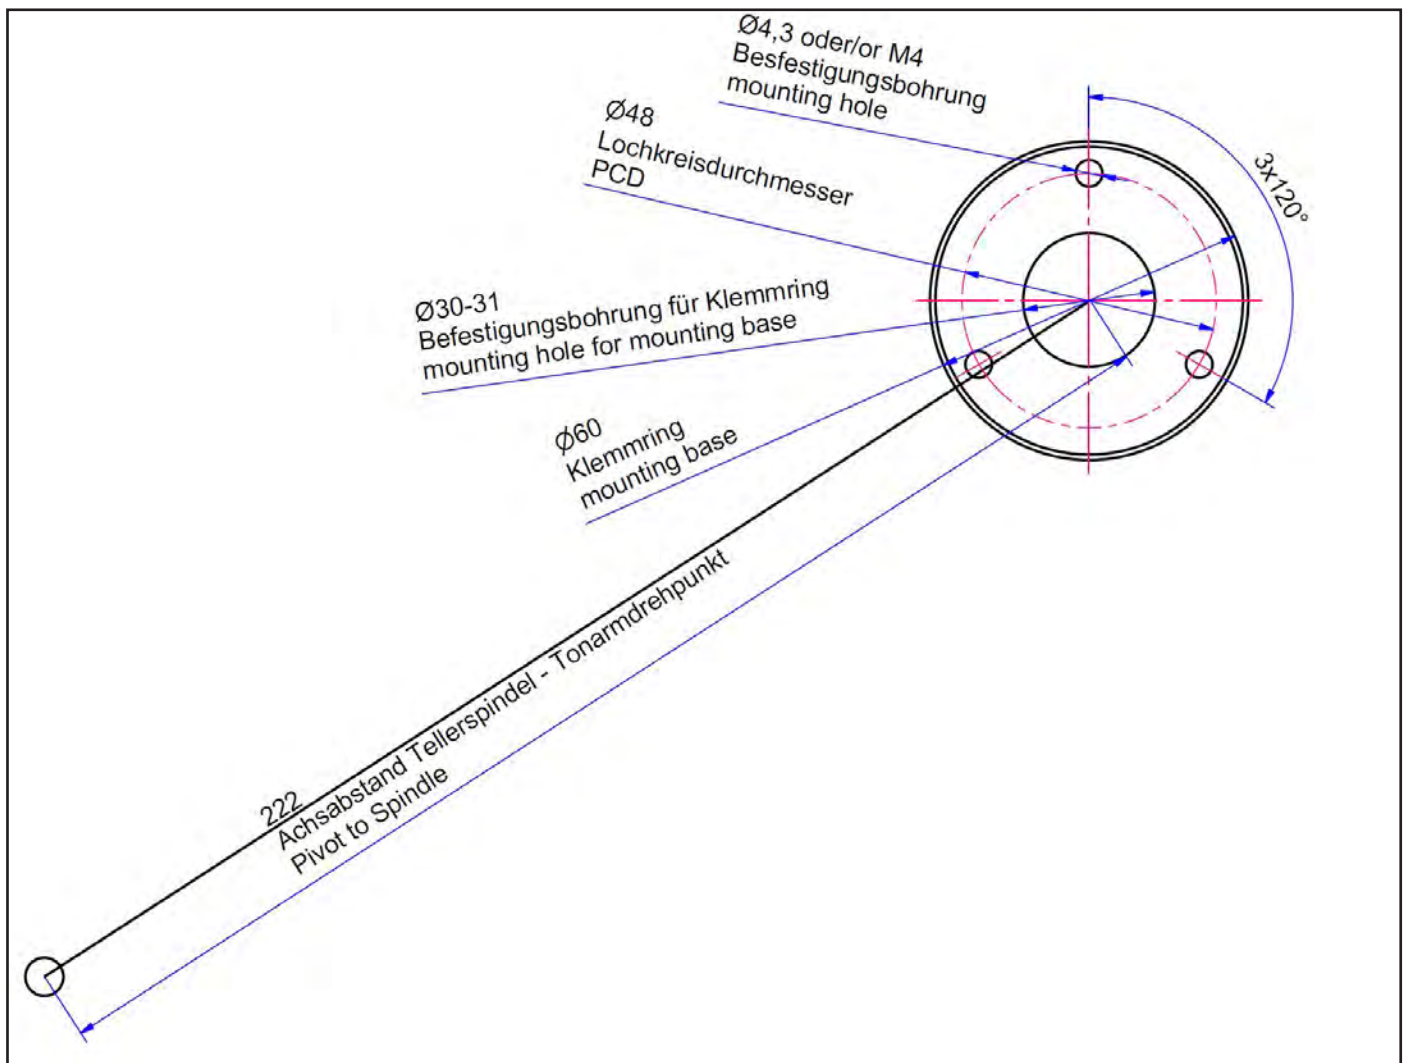 Ø4,3 oder/or M4
Besfestigungsbohrung
mounting hole
Ø48
Lochkreisdurchmesser
PCD
3x120°
Ø30-31
Befestigungsbohrung für Klemmring
mounting hole for mounting base
Ø60
Klemmring
mounting base
222
Achsabstand Tellerspindel - Tonarmdrehpunkt
Pivot to Spindle